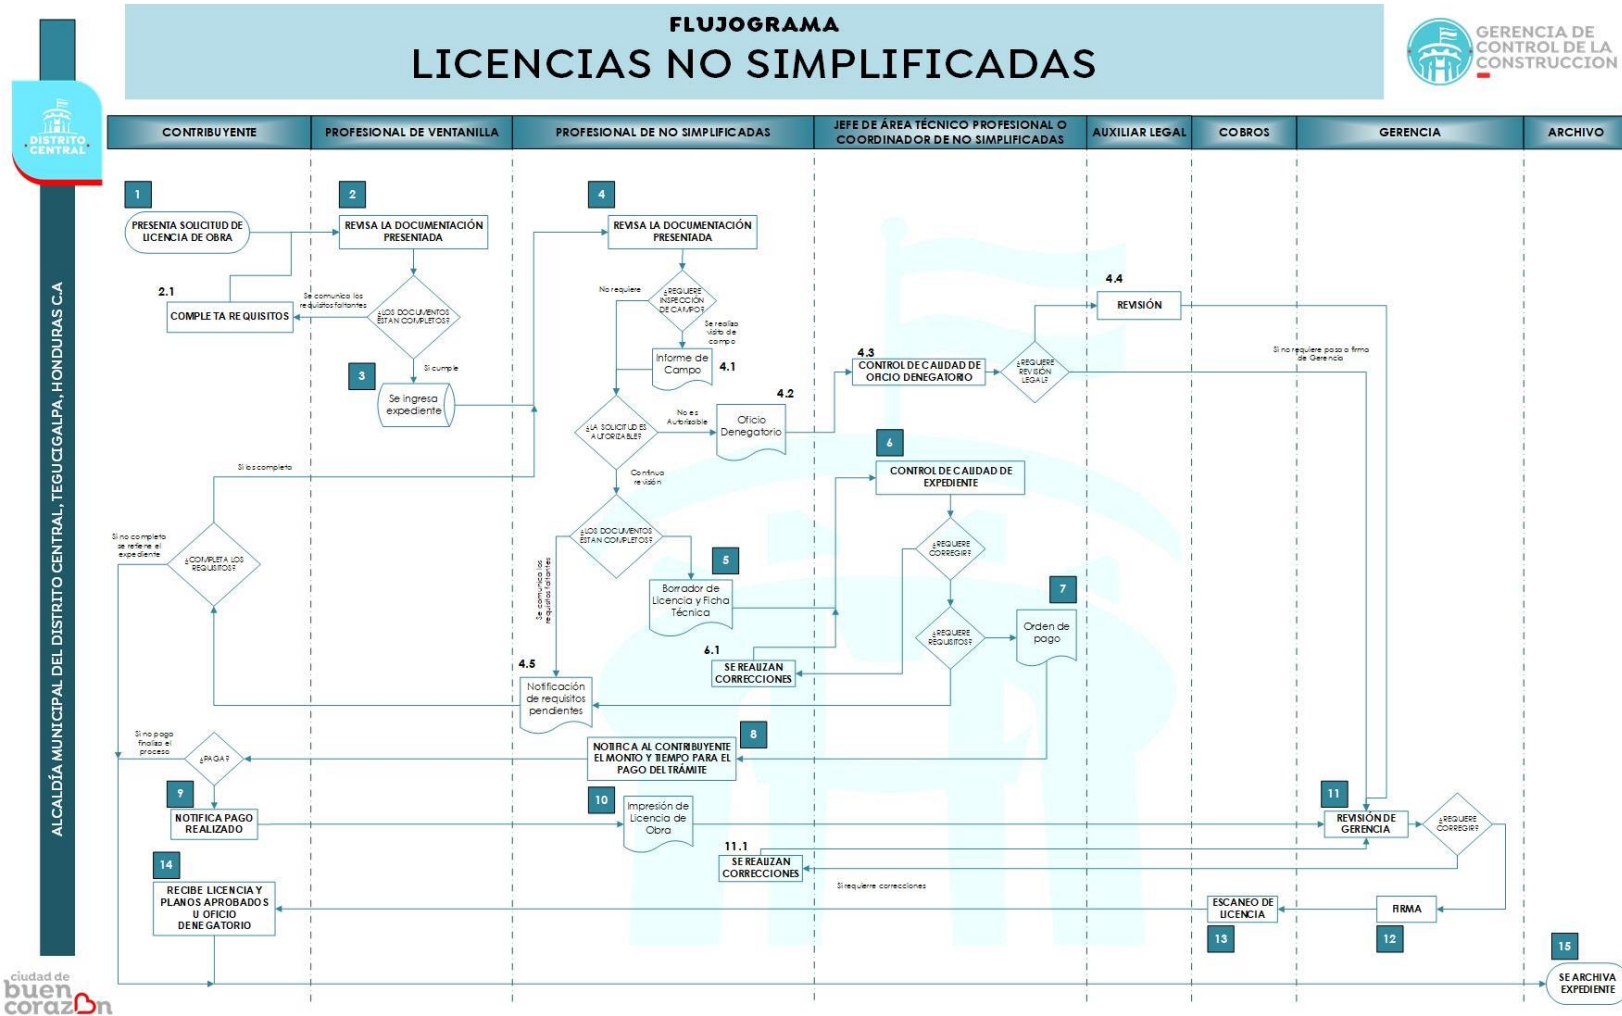 FLUJOGRAMA
LICENCIAS NO SIMPLIFICADAS
GERENCIA DE
CONTROL DE LA
CONSTRUCCION
DISTRITO
CENTRAL
ALCALDÍA MUNICIPAL DEL DISTRITO CENTRAL, TEGUCIGALPA, HONDURAS C.A
CONTRIBUYENTE
PROFESIONAL DE VENTANILLA
PROFESIONAL DE NO SIMPLIFICADAS
JEFE DE ÁREA TÉCNICO PROFESIONAL O
COORDINADOR DE NO SIMPLIFICADAS
AUXILIAR LEGAL
COBROS
GERENCIA
ARCHIVO
1
PRESENTA SOLICITUD DE
LICENCIA DE OBRA
2
REVISA LA DOCUMENTACIÓN
PRESENTADA
4
REVISA LA DOCUMENTACIÓN
PRESENTADA
2.1
COMPLETA REQUISITOS
Se comunica los
requisitos faltantes
¿LOS DOCUMENTOS
ESTAN COMPLETOS?
Si cumple
3
Se ingresa
expediente
No requiere
¿REQUIERE
INSPECCIÓN
DE CAMPO?
Se realiza
visita de
campo
Informe de
Campo
4.1
4.2
¿LA SOLICITUD ES
AUTORIZABLE?
No es
Autorizable
Oficio
Denegatorio
4.3
CONTROL DE CALIDAD DE
OFICIO DENEGATORIO
¿REQUIERE
REVISIÓN
LEGAL?
4.4
REVISIÓN
Si no requiere pasa a firma
de Gerencia
Continua
revisión
6
CONTROL DE CALIDAD DE
EXPEDIENTE
Si los completa
Si no completa
se retiene el
expediente
¿COMPLETA LOS
REQUISITOS?
¿LOS DOCUMENTOS
ESTAN COMPLETOS?
Se comunica los
requisitos faltantes
5
Borrador de
Licencia y Ficha
Técnica
¿REQUIERE
CORREGIR?
¿REQUIERE
REQUISITOS?
7
Orden de
pago
6.1
SE REALIZAN
CORRECCIONES
4.5
Notificación
de requisitos
pendientes
Si no paga
finaliza el
proceso
¿PAGA?
8
NOTIFICA AL CONTRIBUYENTE
EL MONTO Y TIEMPO PARA EL
PAGO DEL TRÁMITE
9
NOTIFICA PAGO
REALIZADO
10
Impresión de
Licencia de
Obra
11
REVISIÓN DE
GERENCIA
¿REQUIERE
CORREGIR?
11.1
SE REALIZAN
CORRECCIONES
Si requierre correcciones
14
RECIBE LICENCIA Y
PLANOS APROBADOS
U OFICIO
DENEGATORIO
ESCANEO DE
LICENCIA
13
FIRMA
12
15
SE ARCHIVA
EXPEDIENTE
ciudad de
buen
corazón